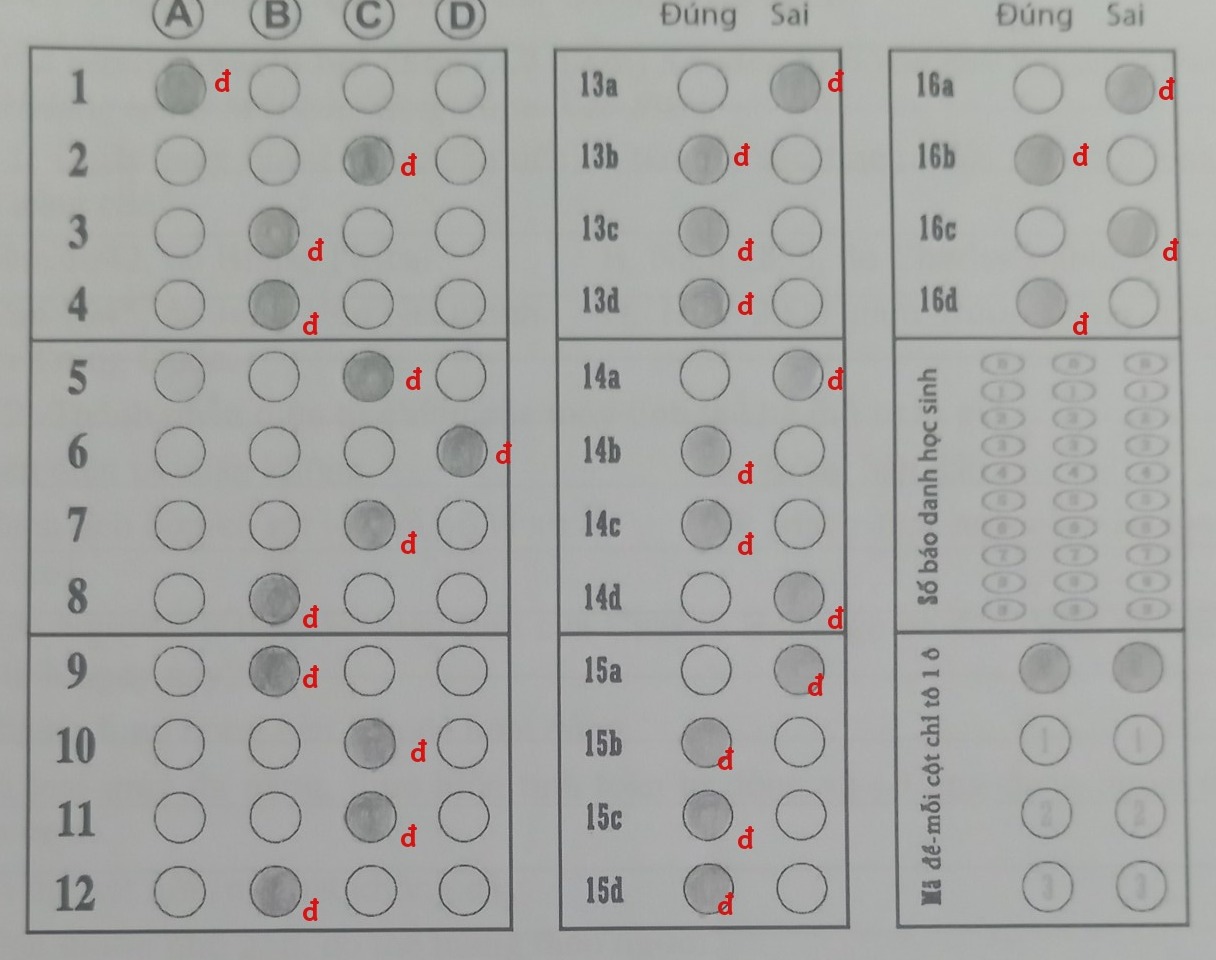 A B C D
1 đ
2 đ
3 đ
4 đ
5 đ
6 đ
7 đ
8 đ
9 đ
10 đ
11 đ
12 đ
Đúng Sai
13a đ
13b đ
13c đ
13d đ
14a đ
14b đ
14c đ
14d đ
15a đ
15b đ
15c đ
15d đ
Đúng Sai
16a đ
16b đ
16c đ
16d đ
Số báo danh học sinh
Mã đề-mỗi cột chỉ tô 1 ô
1 1
2 2
3 3